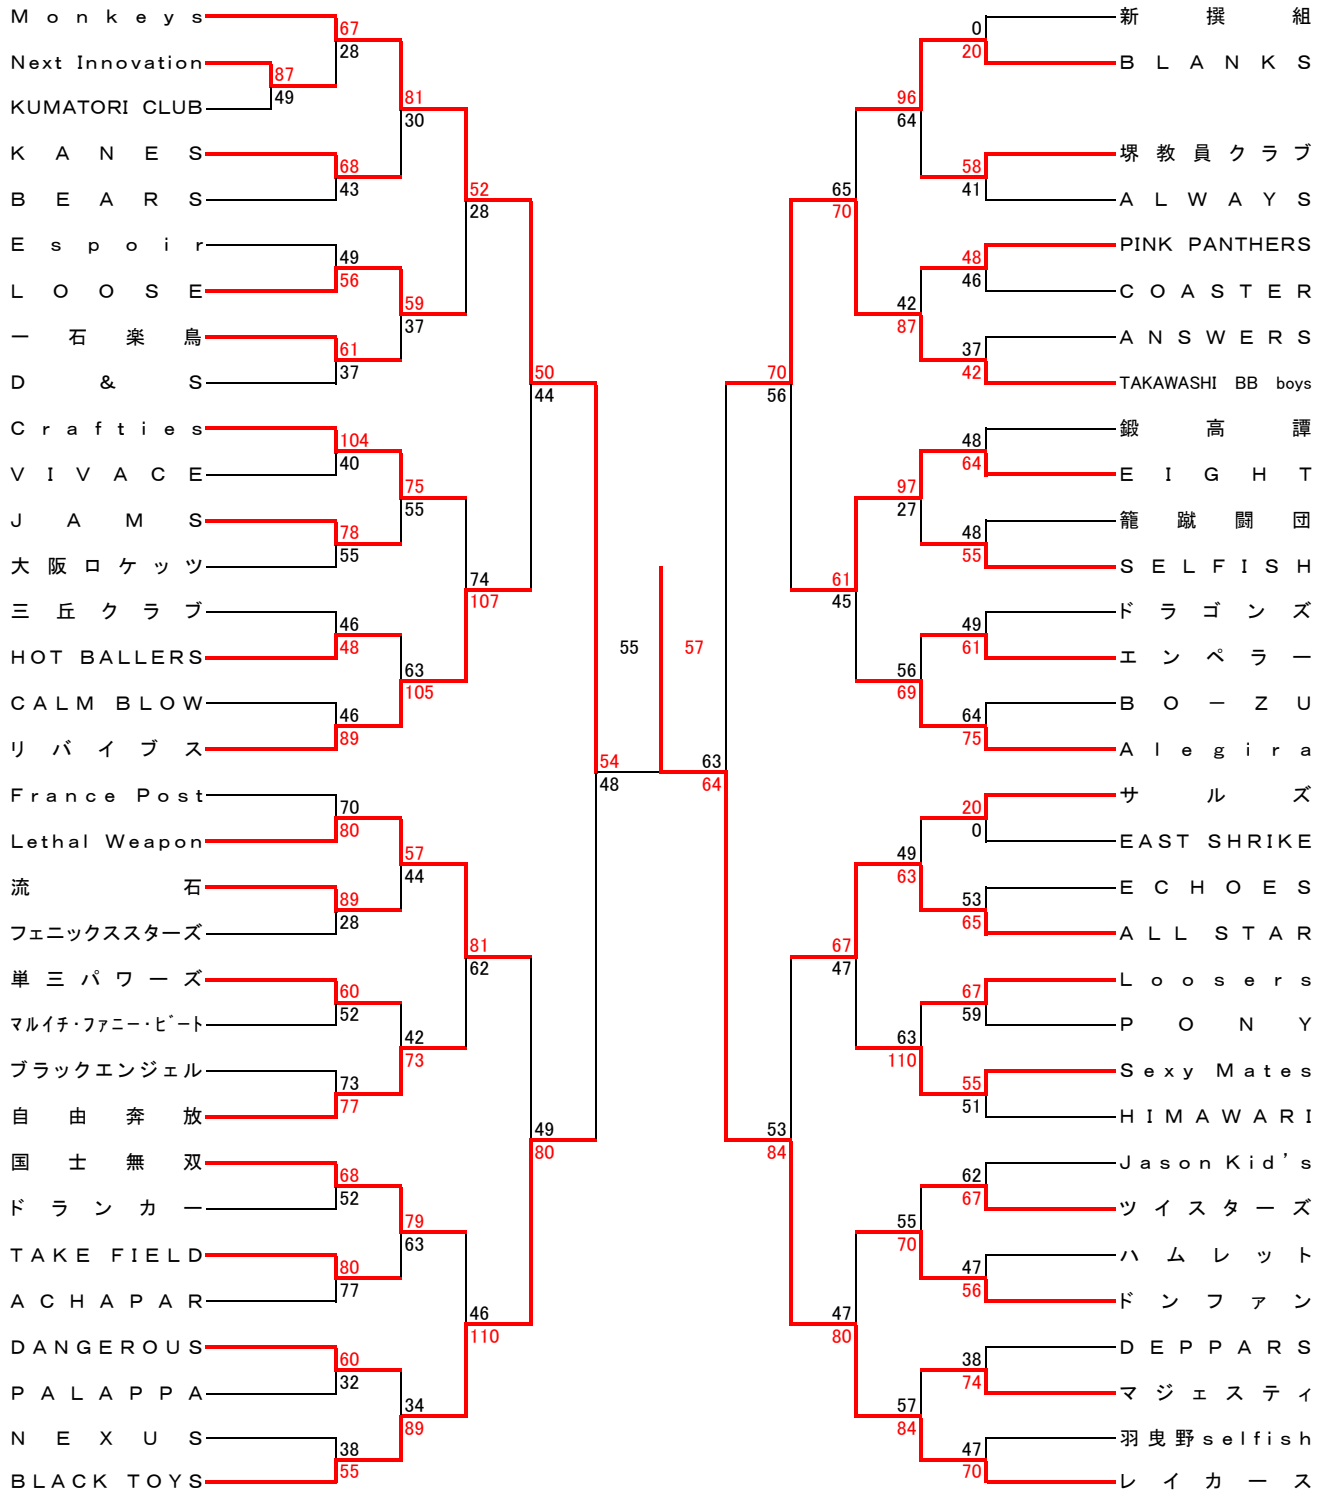 Monkeys
67
28
Next Innovation
87
49
KUMATORI CLUB
81
30
KANES
68
43
BEARS
52
28
Espoir
49
56
LOOSE
59
37
一石楽鳥
61
37
D&S
50
44
Crafties
104
40
VIVACE
75
55
JAMS
78
55
大阪ロケッツ
74
107
三丘クラブ
46
48
HOT BALLERS
63
105
CALM BLOW
46
89
リバイブス
54
48
France Post
70
80
Lethal Weapon
57
44
流石
89
28
フェニックススターズ
81
62
単三パワーズ
60
52
マルイチ・ファニー・ビート
42
73
ブラックエンジェル
73
77
自由奔放
49
80
国士無双
68
52
ドランカー
79
63
TAKE FIELD
80
77
ACHAPAR
46
110
DANGEROUS
60
32
PALAPPA
34
89
NEXUS
38
55
BLACK TOYS
55
57
新撰組
0
20
BLANKS
96
64
堺教員クラブ
58
41
ALWAYS
65
70
PINK PANTHERS
48
46
COASTER
42
87
ANSWERS
37
42
TAKAWASHI BB boys
70
56
鍛高譚
48
64
EIGHT
97
27
籠蹴闘団
48
55
SELFISH
61
45
ドラゴンズ
49
61
エンペラー
56
69
BO－ZU
64
75
Alegira
63
64
サルズ
20
0
EAST SHRIKE
49
63
ECHOES
53
65
ALL STAR
67
47
Loosers
67
59
PONY
63
110
Sexy Mates
55
51
HIMAWARI
53
84
Jason Kid's
62
67
ツイスターズ
55
70
ハムレット
47
56
ドンファン
47
80
DEPPARS
38
74
マジェスティ
57
84
羽曳野selfish
47
70
レイカース